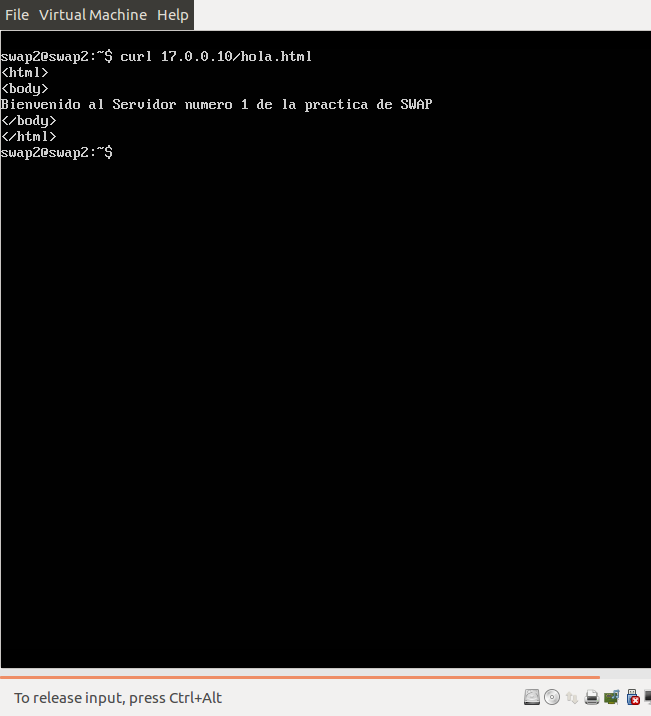 File Virtual Machine Help
swap2@swap2:~$ curl 17.0.0.10/hola.html
<html>
<body>
Bienvenido al Servidor numero 1 de la practica de SWAP
</body>
</html>
swap2@swap2:~$
To release input, press Ctrl+Alt